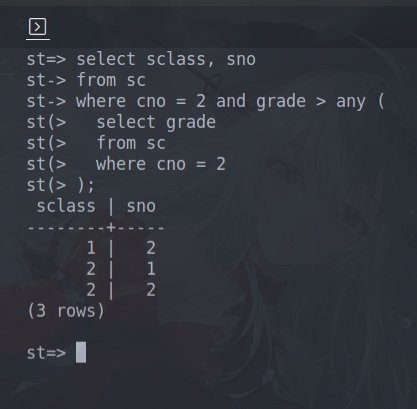 st=> select sclass, sno
st-> from sc
st-> where cno = 2 and grade > any (
st(>   select grade
st(>   from sc
st(>   where cno = 2
st(> );
 sclass | sno
--------+-----
      1 |   2
      2 |   1
      2 |   2
(3 rows)

st=>